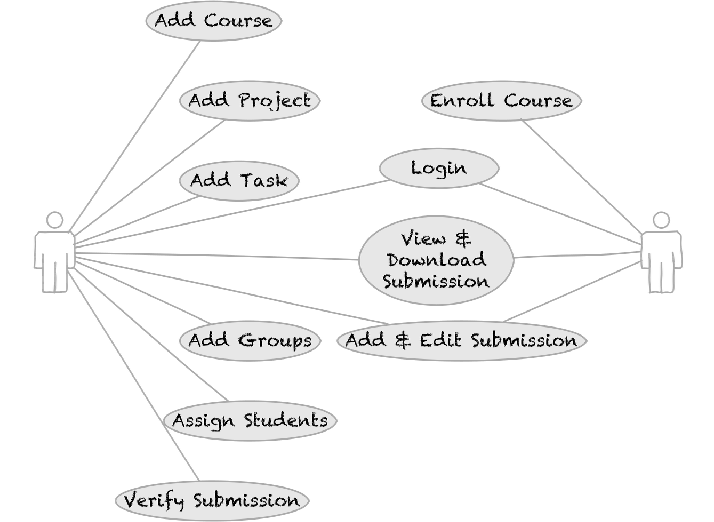 Add Course
Add Project
Enroll Course
Add Task
Login
View &
Download
Submission
Add Groups
Add & Edit Submission
Assign Students
Verify Submission